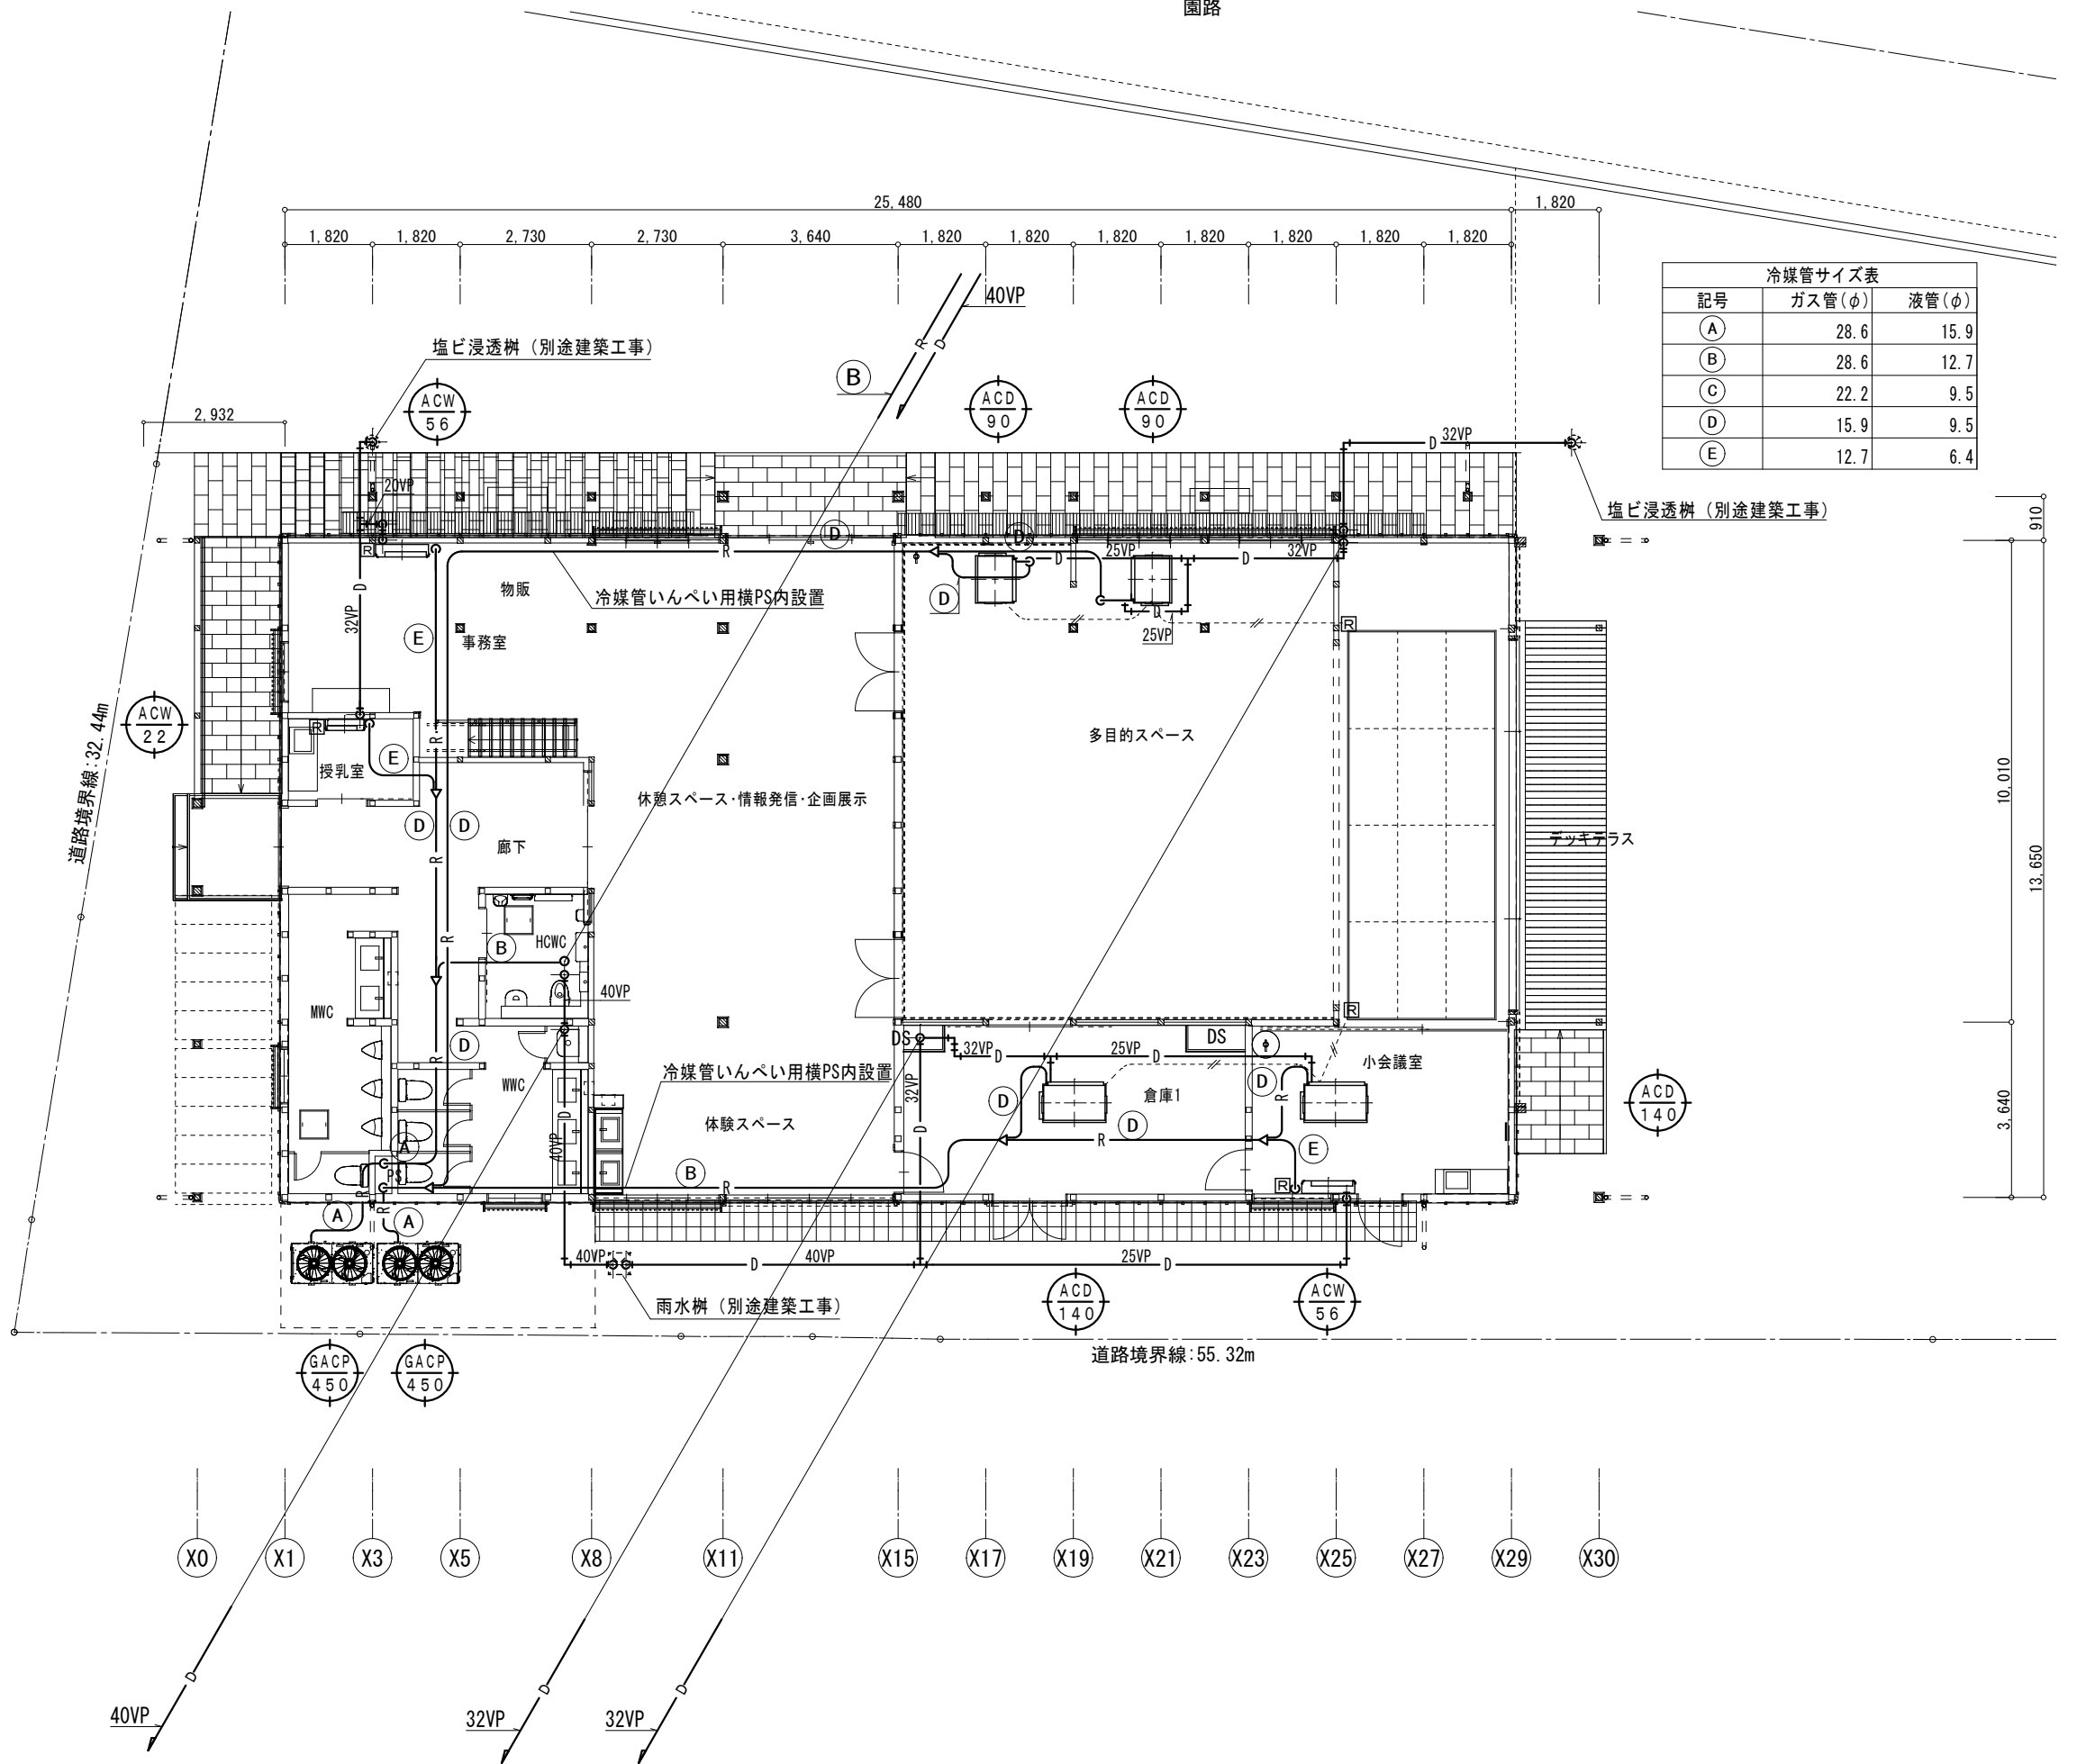 園路
25,480
1,820
1,820
1,820
2,730
2,730
3,640
1,820
1,820
1,820
1,820
1,820
1,820
1,820
冷媒管サイズ表
記号 ガス管(φ) 液管(φ)
A 28.6 15.9
B 28.6 12.7
C 22.2 9.5
D 15.9 9.5
E 12.7 6.4
40VP
R
D
B
塩ビ浸透桝（別途建築工事）
ACW
56
ACD
90
ACD
90
2,932
D
32VP
塩ビ浸透桝（別途建築工事）
910
20VP
R
D
R
D
D
25VP
D
D
32VP
物販
冷媒管いんぺい用横PS内設置
D
D
25VP
R
D
32VP
E
事務室
ACW
22
道路境界線:32.44m
R
R
E
授乳室
多目的スペース
休憩スペース･情報発信･企画展示
D
D
廊下
R
デッキテラス
10,010
13,650
R
B
HCWC
40VP
MWC
R
D
WWC
R
DS
DS
32VP
D
25VP
D
小会議室
冷媒管いんぺい用横PS内設置
32VP
D
D
R
D
倉庫1
ACD
140
3,640
体験スペース
D
40VP
D
R
E
A
PS
B
R
R
R
R
A
A
40VP
D
40VP
25VP
D
雨水桝（別途建築工事）
ACD
140
ACW
56
道路境界線:55.32m
GACP
450
GACP
450
X0
X1
X3
X5
X8
X11
X15
X17
X19
X21
X23
X25
X27
X29
X30
D
40VP
D
32VP
D
32VP